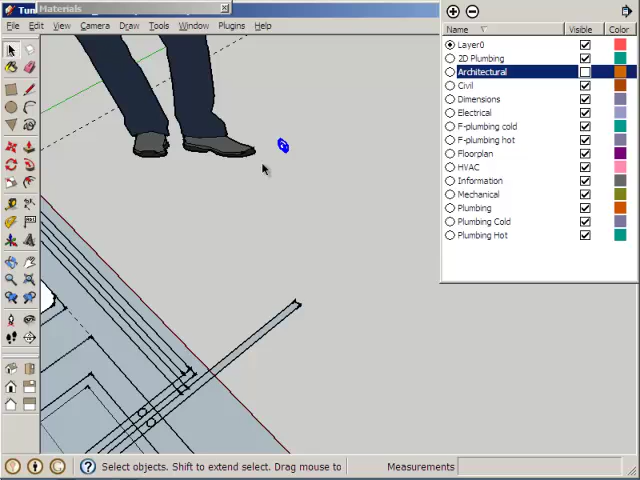 Tun
Materials
File Edit View Camera Draw Tools Window Plugins Help
Name Visible Color
Layer0
2D Plumbing
Architectural
Civil
Dimensions
Electrical
F-plumbing cold
F-plumbing hot
Floorplan
HVAC
Information
Mechanical
Plumbing
Plumbing Cold
Plumbing Hot
Select objects. Shift to extend select. Drag mouse to Measurements